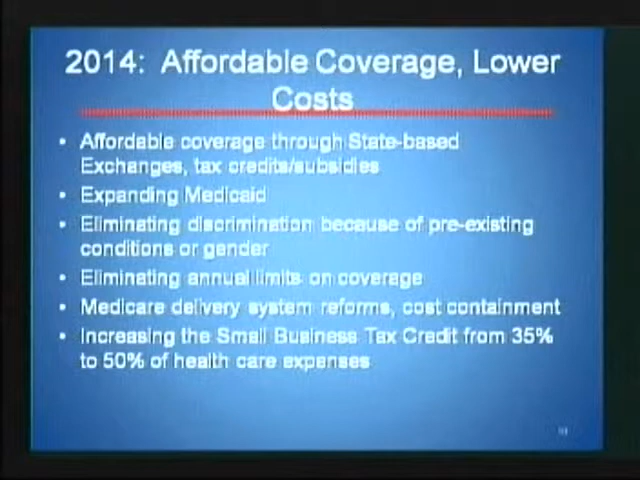 2014: Affordable Coverage, Lower
Costs
• Affordable coverage through State-based
Exchanges, tax credits/subsidies
• Expanding Medicaid
• Eliminating discrimination because of pre-existing
conditions or gender
• Eliminating annual limits on coverage
• Medicare delivery system reforms, cost containment
• Increasing the Small Business Tax Credit from 35%
to 50% of health care expenses